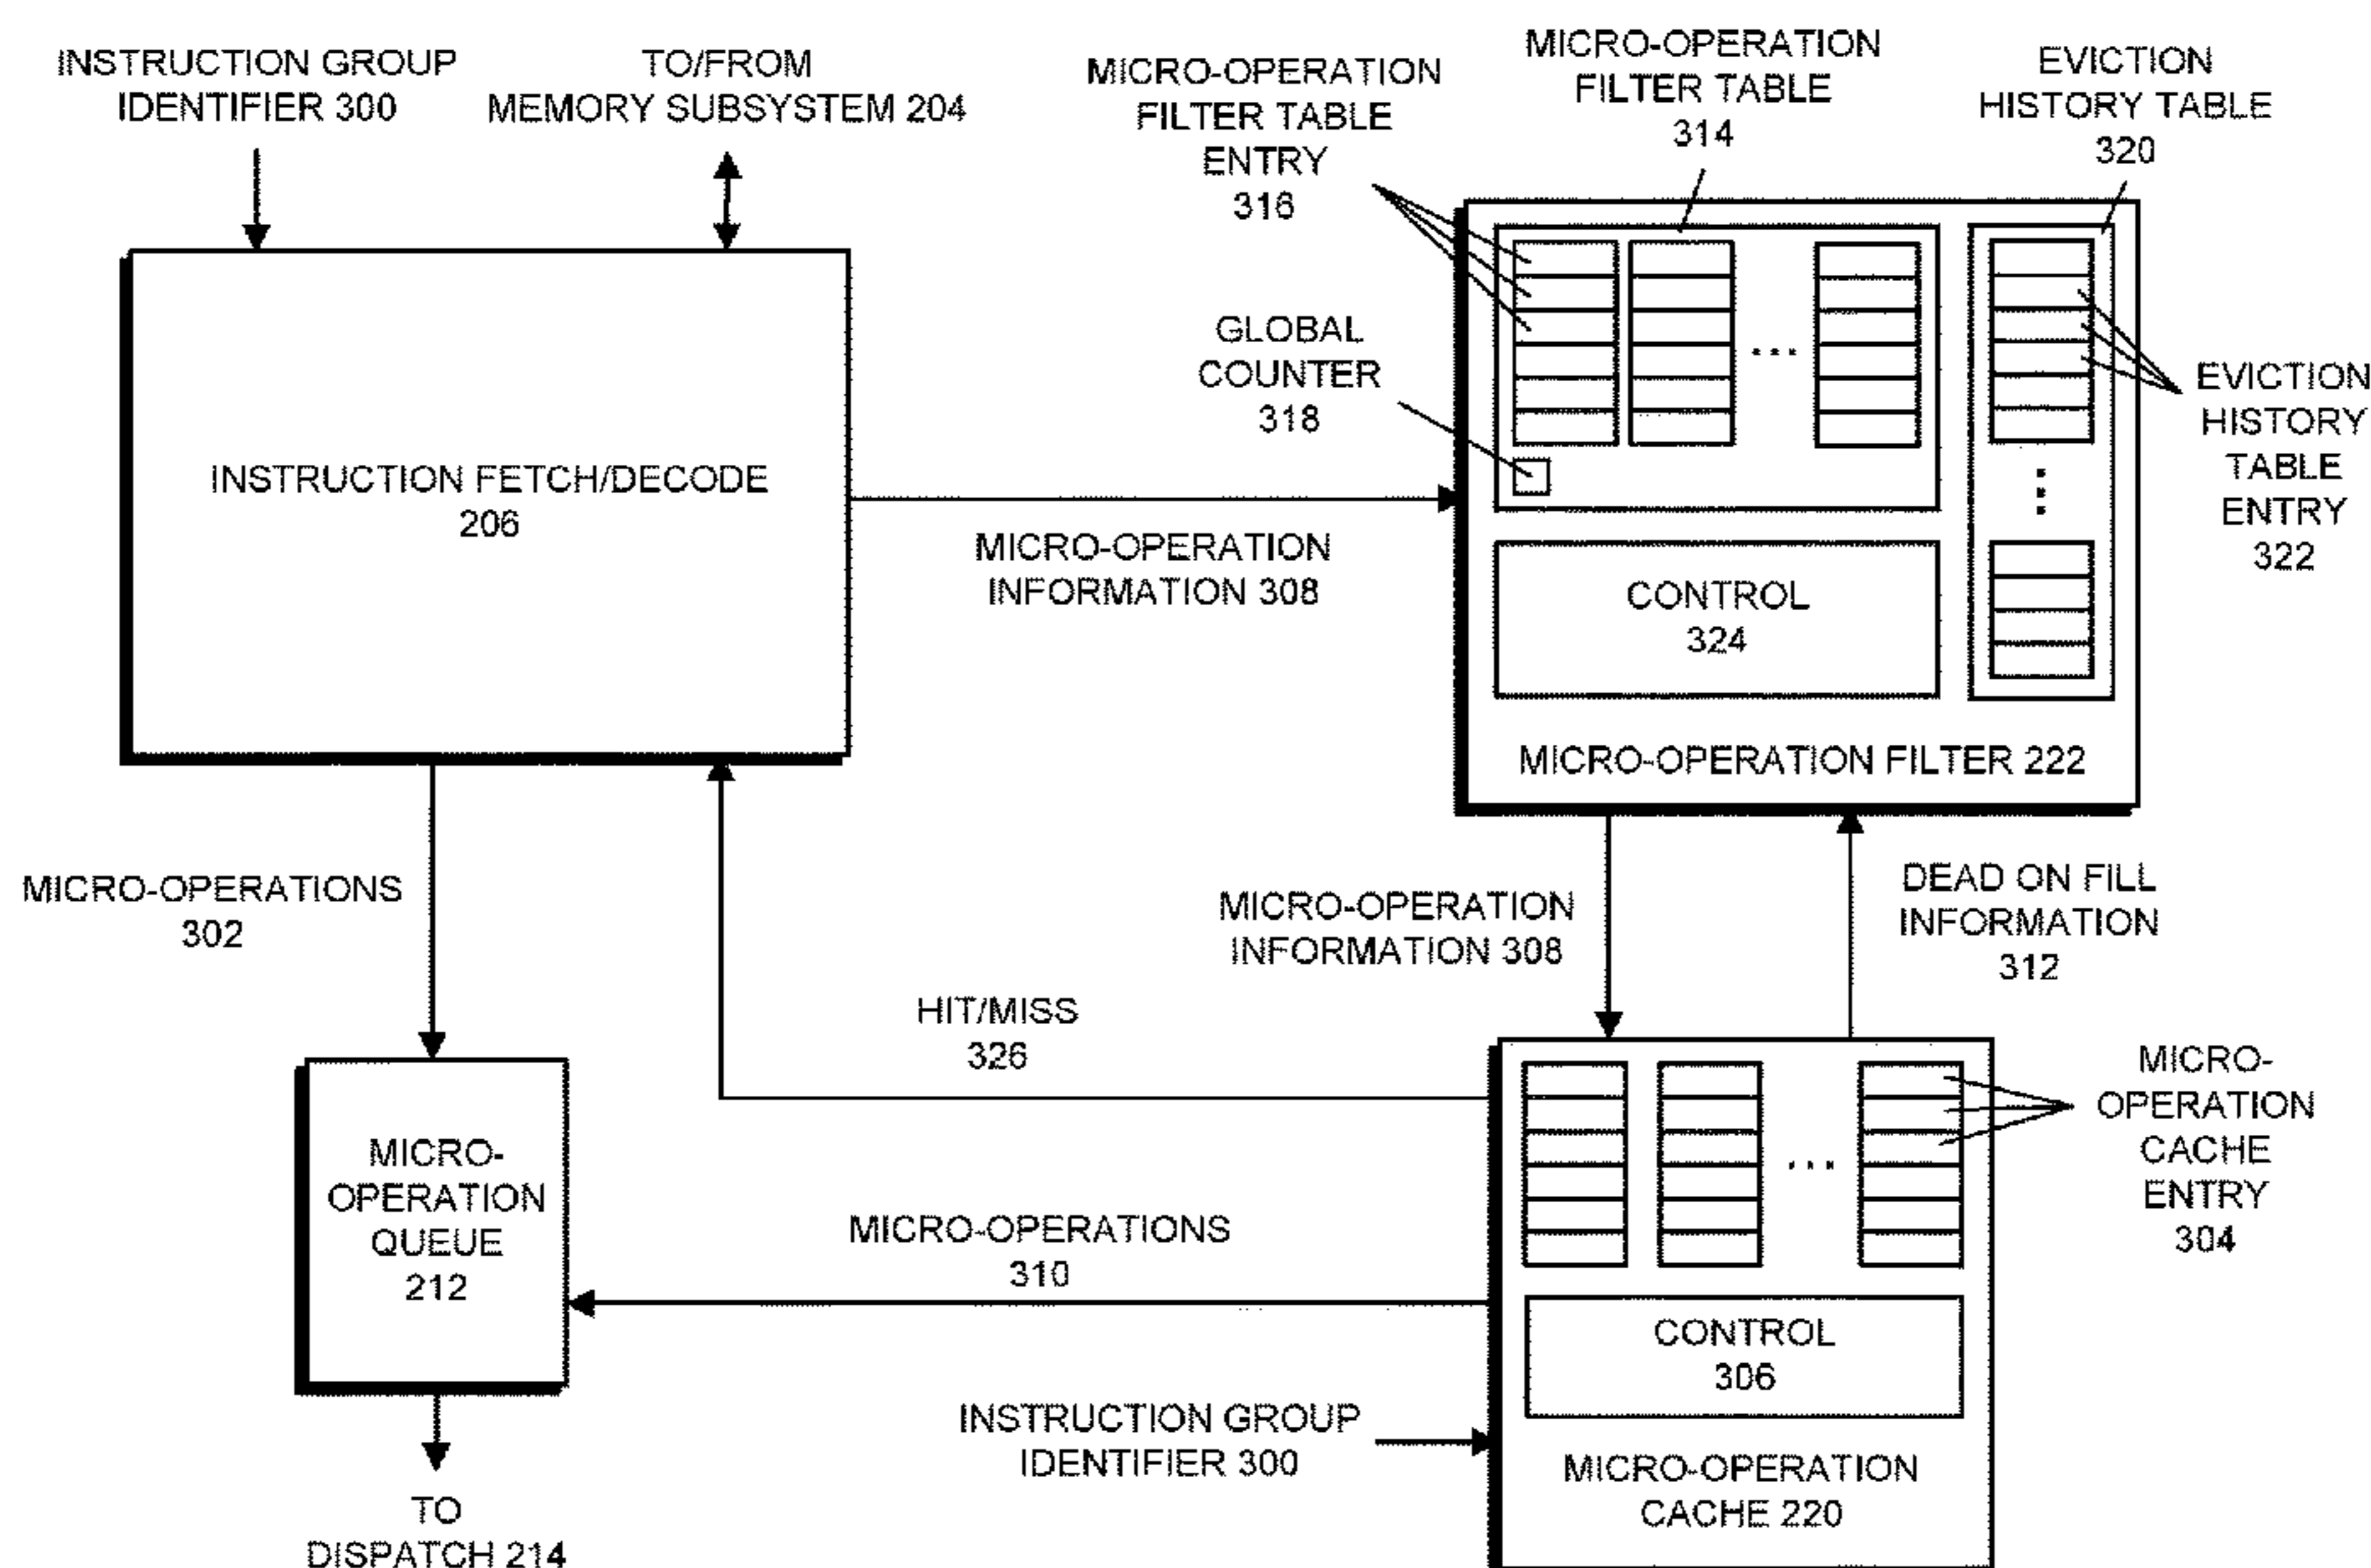 INSTRUCTION GROUP
IDENTIFIER 300
TO/FROM
MEMORY SUBSYSTEM 204
MICRO-OPERATION
FILTER TABLE
ENTRY
316
MICRO-OPERATION
FILTER TABLE
314
EVICTION
HISTORY TABLE
320
GLOBAL
COUNTER
318
...
EVICTION
HISTORY
TABLE
ENTRY
322
INSTRUCTION FETCH/DECODE
206
MICRO-OPERATION
INFORMATION 308
CONTROL
324
MICRO-OPERATION FILTER 222
MICRO-OPERATIONS
302
MICRO-OPERATION
INFORMATION 308
DEAD ON FILL
INFORMATION
312
HIT/MISS
326
MICRO-
OPERATION
CACHE
ENTRY
304
...
MICRO-
OPERATION
QUEUE
212
MICRO-OPERATIONS
310
CONTROL
306
INSTRUCTION GROUP
IDENTIFIER 300
MICRO-OPERATION
CACHE 220
TO
DISPATCH 214